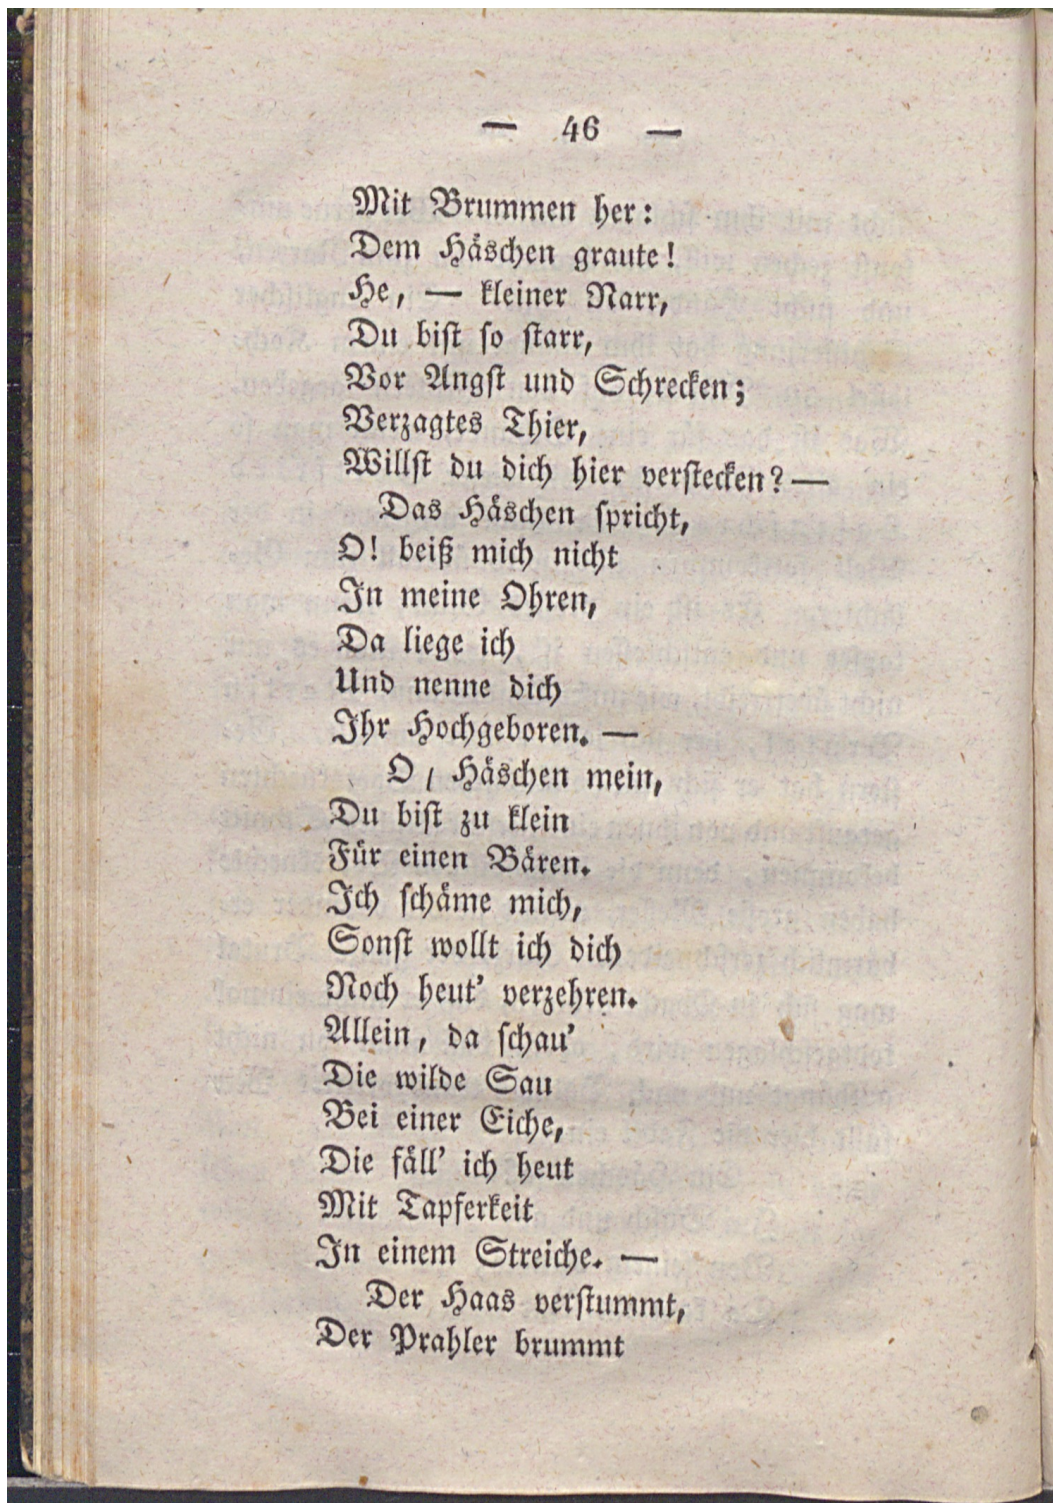 — 46 —
Mit Brummen her:
Dem Häschen graute!
He, — kleiner Narr,
Du bist so starr,
Vor Angst und Schrecken;
Verzagtes Thier,
Willst du dich hier verstecken? —
Das Häschen spricht,
O! beiß mich nicht
In meine Ohren,
Da liege ich
Und nenne dich
Ihr Hochgeboren. —
O, Häschen mein,
Du bist zu klein
Für einen Bären.
Ich schäme mich,
Sonst wollt ich dich
Noch heut' verzehren.
Allein, da schau'
Die wilde Sau
Bei einer Eiche,
Die fäll' ich heut
Mit Tapferkeit
In einem Streiche. —
Der Haas verstummt,
Der Prahler brummt